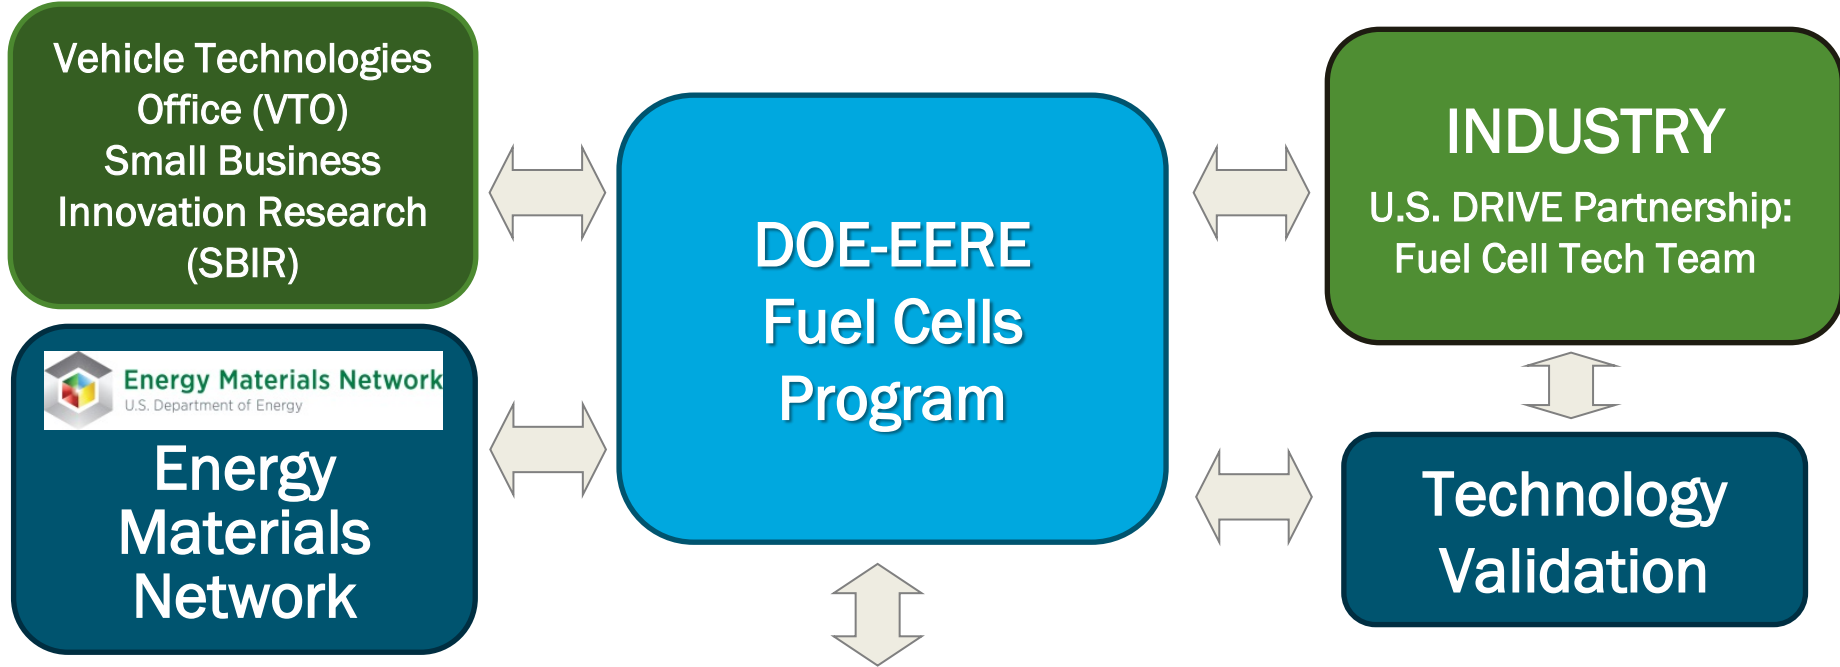 Vehicle Technologies
Office (VTO)
Small Business
Innovation Research
(SBIR)
Energy Materials Network
U.S. Department of Energy
Energy
Materials
Network
DOE-EERE
Fuel Cells
Program
INDUSTRY
U.S. DRIVE Partnership:
Fuel Cell Tech Team
Technology
Validation